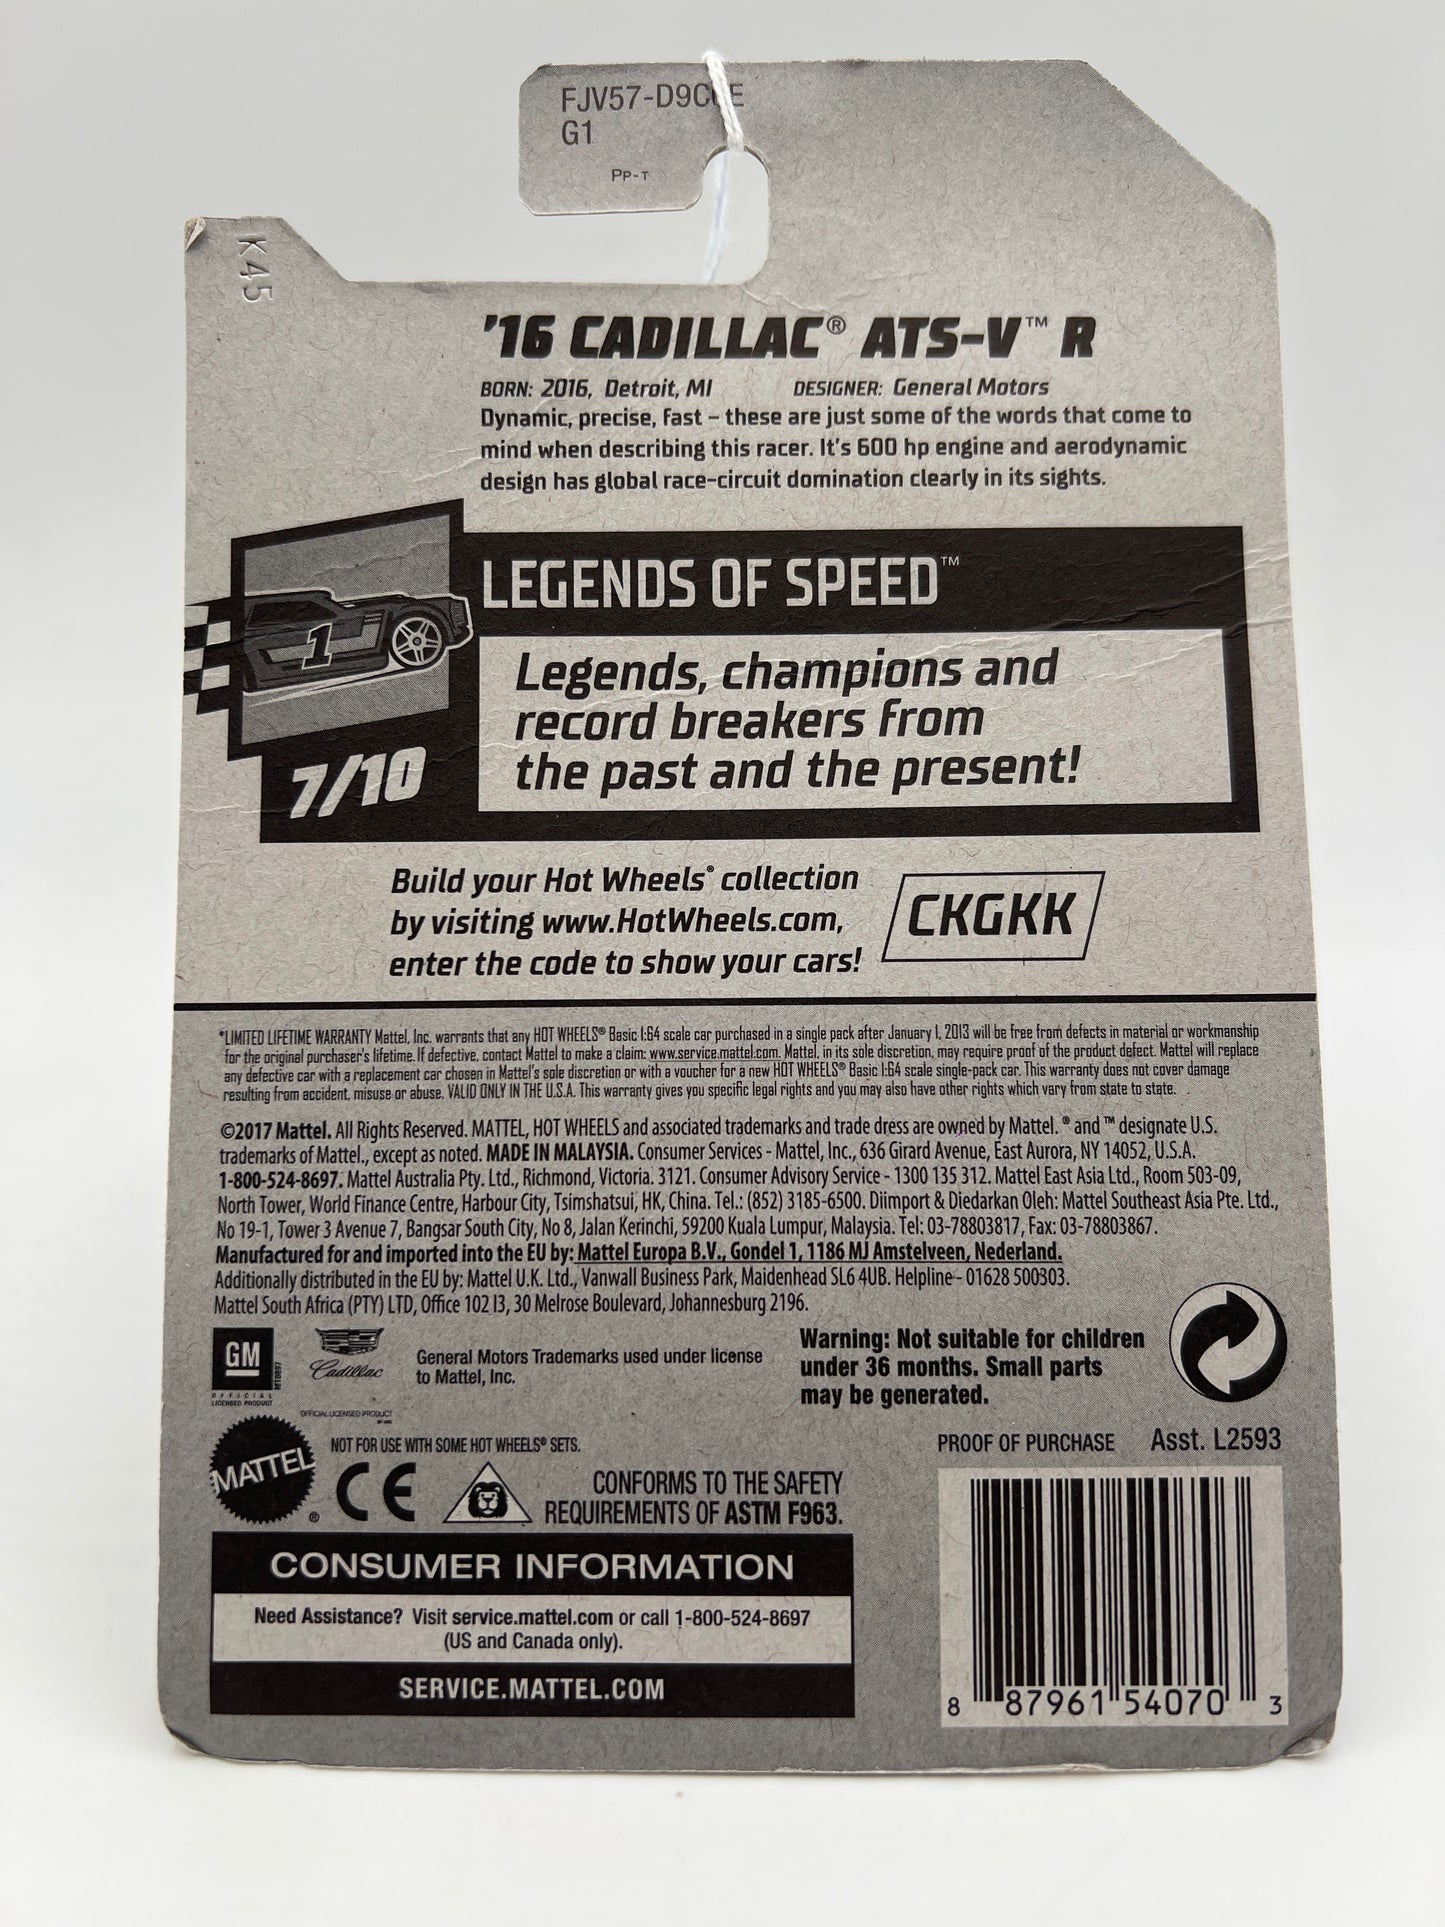 FJV57-D9
G1
PP-T
K45
'16 CADILLAC® ATS-V™ R
BORN: 2016, Detroit, MI DESIGNER: General Motors
Dynamic, precise, fast – these are just some of the words that come to
mind when describing this racer. It's 600 hp engine and aerodynamic
design has global race-circuit domination clearly in its sights.
LEGENDS OF SPEED™
1
7/10
Legends, champions and
record breakers from
the past and the present!
Build your Hot Wheels® collection
by visiting www.HotWheels.com,
enter the code to show your cars!
CKGKK
*LIMITED LIFETIME WARRANTY Mattel, Inc. warrants that any HOT WHEELS® Basic 1:64 scale car purchased in a single pack after January 1, 2013 will be free from defects in material or workmanship
for the original purchaser's lifetime. If defective, contact Mattel to make a claim: www.service.mattel.com. Mattel, in its sole discretion, may require proof of the product defect. Mattel will replace
any defective car with a replacement car chosen in Mattel's sole discretion or with a voucher for a new HOT WHEELS® Basic 1:64 scale single-pack car. This warranty does not cover damage
resulting from accident, misuse or abuse. VALID ONLY IN THE U.S.A. This warranty gives you specific legal rights and you may also have other rights which vary from state to state.
©2017 Mattel. All Rights Reserved. MATTEL, HOT WHEELS and associated trademarks and trade dress are owned by Mattel. ® and ™ designate U.S.
trademarks of Mattel., except as noted. MADE IN MALAYSIA. Consumer Services - Mattel, Inc., 636 Girard Avenue, East Aurora, NY 14052, U.S.A.
1-800-524-8697. Mattel Australia Pty. Ltd., Richmond, Victoria. 3121. Consumer Advisory Service - 1300 135 312. Mattel East Asia Ltd., Room 503-09,
North Tower, World Finance Centre, Harbour City, Tsimshatsui, HK, China. Tel.: (852) 3185-6500. Diimport & Diedarkan Oleh: Mattel Southeast Asia Pte. Ltd.,
No 19-1, Tower 3 Avenue 7, Bangsar South City, No 8, Jalan Kerinchi, 59200 Kuala Lumpur, Malaysia. Tel: 03-78803817, Fax: 03-78803867.
Manufactured for and imported into the EU by: Mattel Europa B.V., Gondel 1, 1186 MJ Amstelveen, Nederland.
Additionally distributed in the EU by: Mattel U.K. Ltd., Vanwall Business Park, Maidenhead SL6 4UB. Helpline - 01628 500303.
Mattel South Africa (PTY) LTD, Office 102 I3, 30 Melrose Boulevard, Johannesburg 2196.
GM
OFFICIAL
LICENSED PRODUCT
Cadillac
OFFICIAL LICENSED PRODUCT
General Motors Trademarks used under license
to Mattel, Inc.
Warning: Not suitable for children
under 36 months. Small parts
may be generated.
MATTEL®
NOT FOR USE WITH SOME HOT WHEELS® SETS.
CE
CONFORMS TO THE SAFETY
REQUIREMENTS OF ASTM F963.
PROOF OF PURCHASE Asst. L2593
CONSUMER INFORMATION
Need Assistance? Visit service.mattel.com or call 1-800-524-8697
(US and Canada only).
SERVICE.MATTEL.COM
8 87961 54070 3